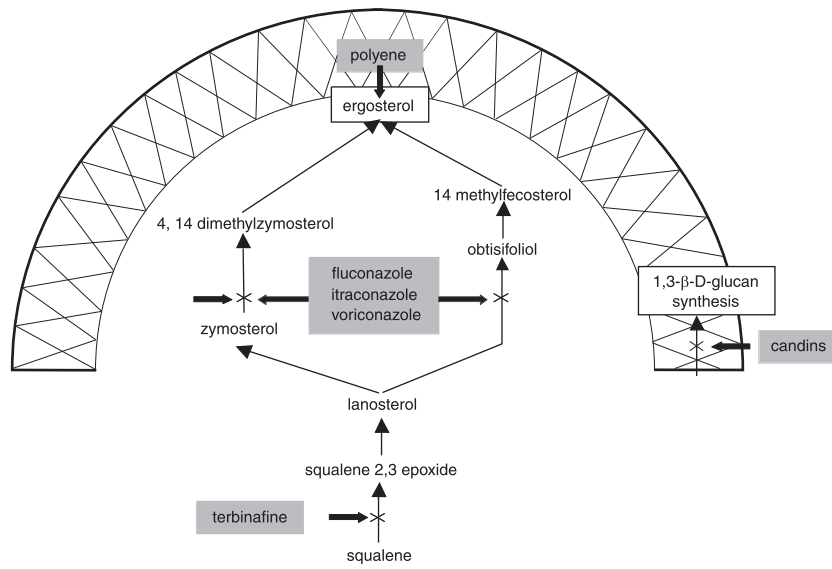 polyene
ergosterol
14 methylfecosterol
4, 14 dimethylzymosterol
obtisifoliol
fluconazole
itraconazole
voriconazole
1,3-β-D-glucan
synthesis
zymosterol
candins
lanosterol
squalene 2,3 epoxide
terbinafine
squalene